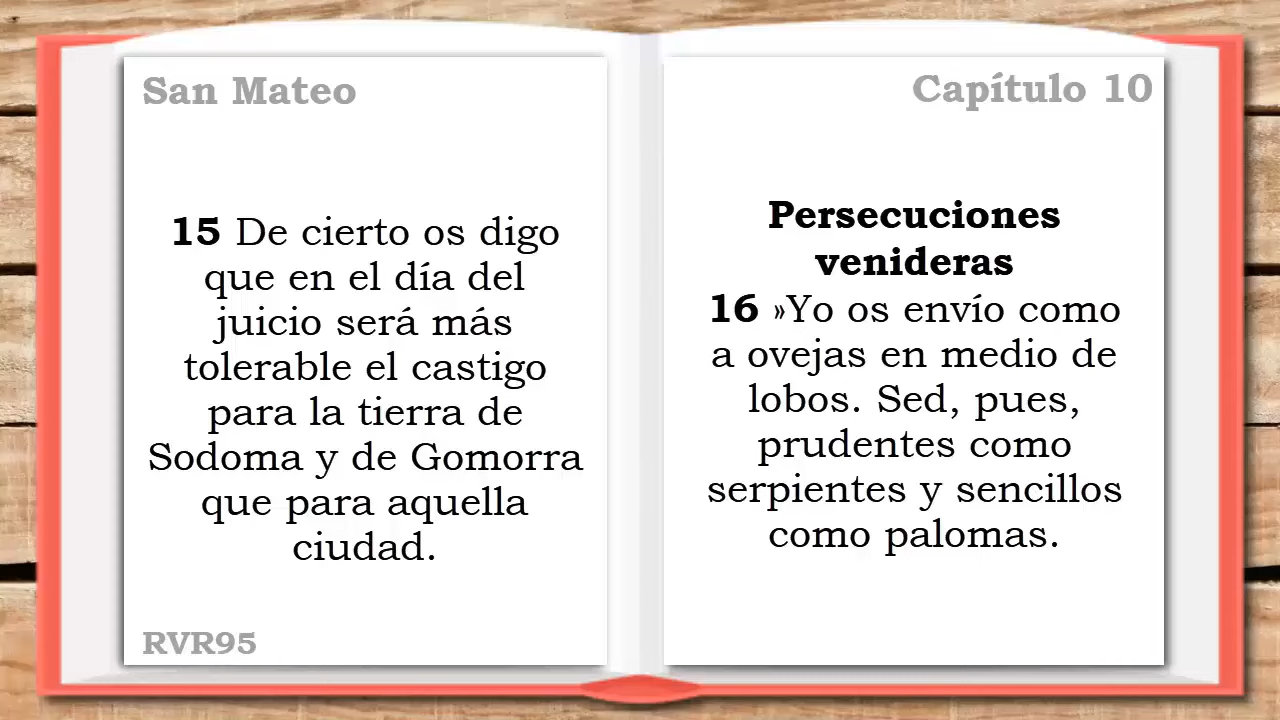 San Mateo
15 De cierto os digo
que en el día del
juicio será más
tolerable el castigo
para la tierra de
Sodoma y de Gomorra
que para aquella
ciudad.
RVR95
Capítulo 10
Persecuciones
venideras
16 »Yo os envío como
a ovejas en medio de
lobos. Sed, pues,
prudentes como
serpientes y sencillos
como palomas.